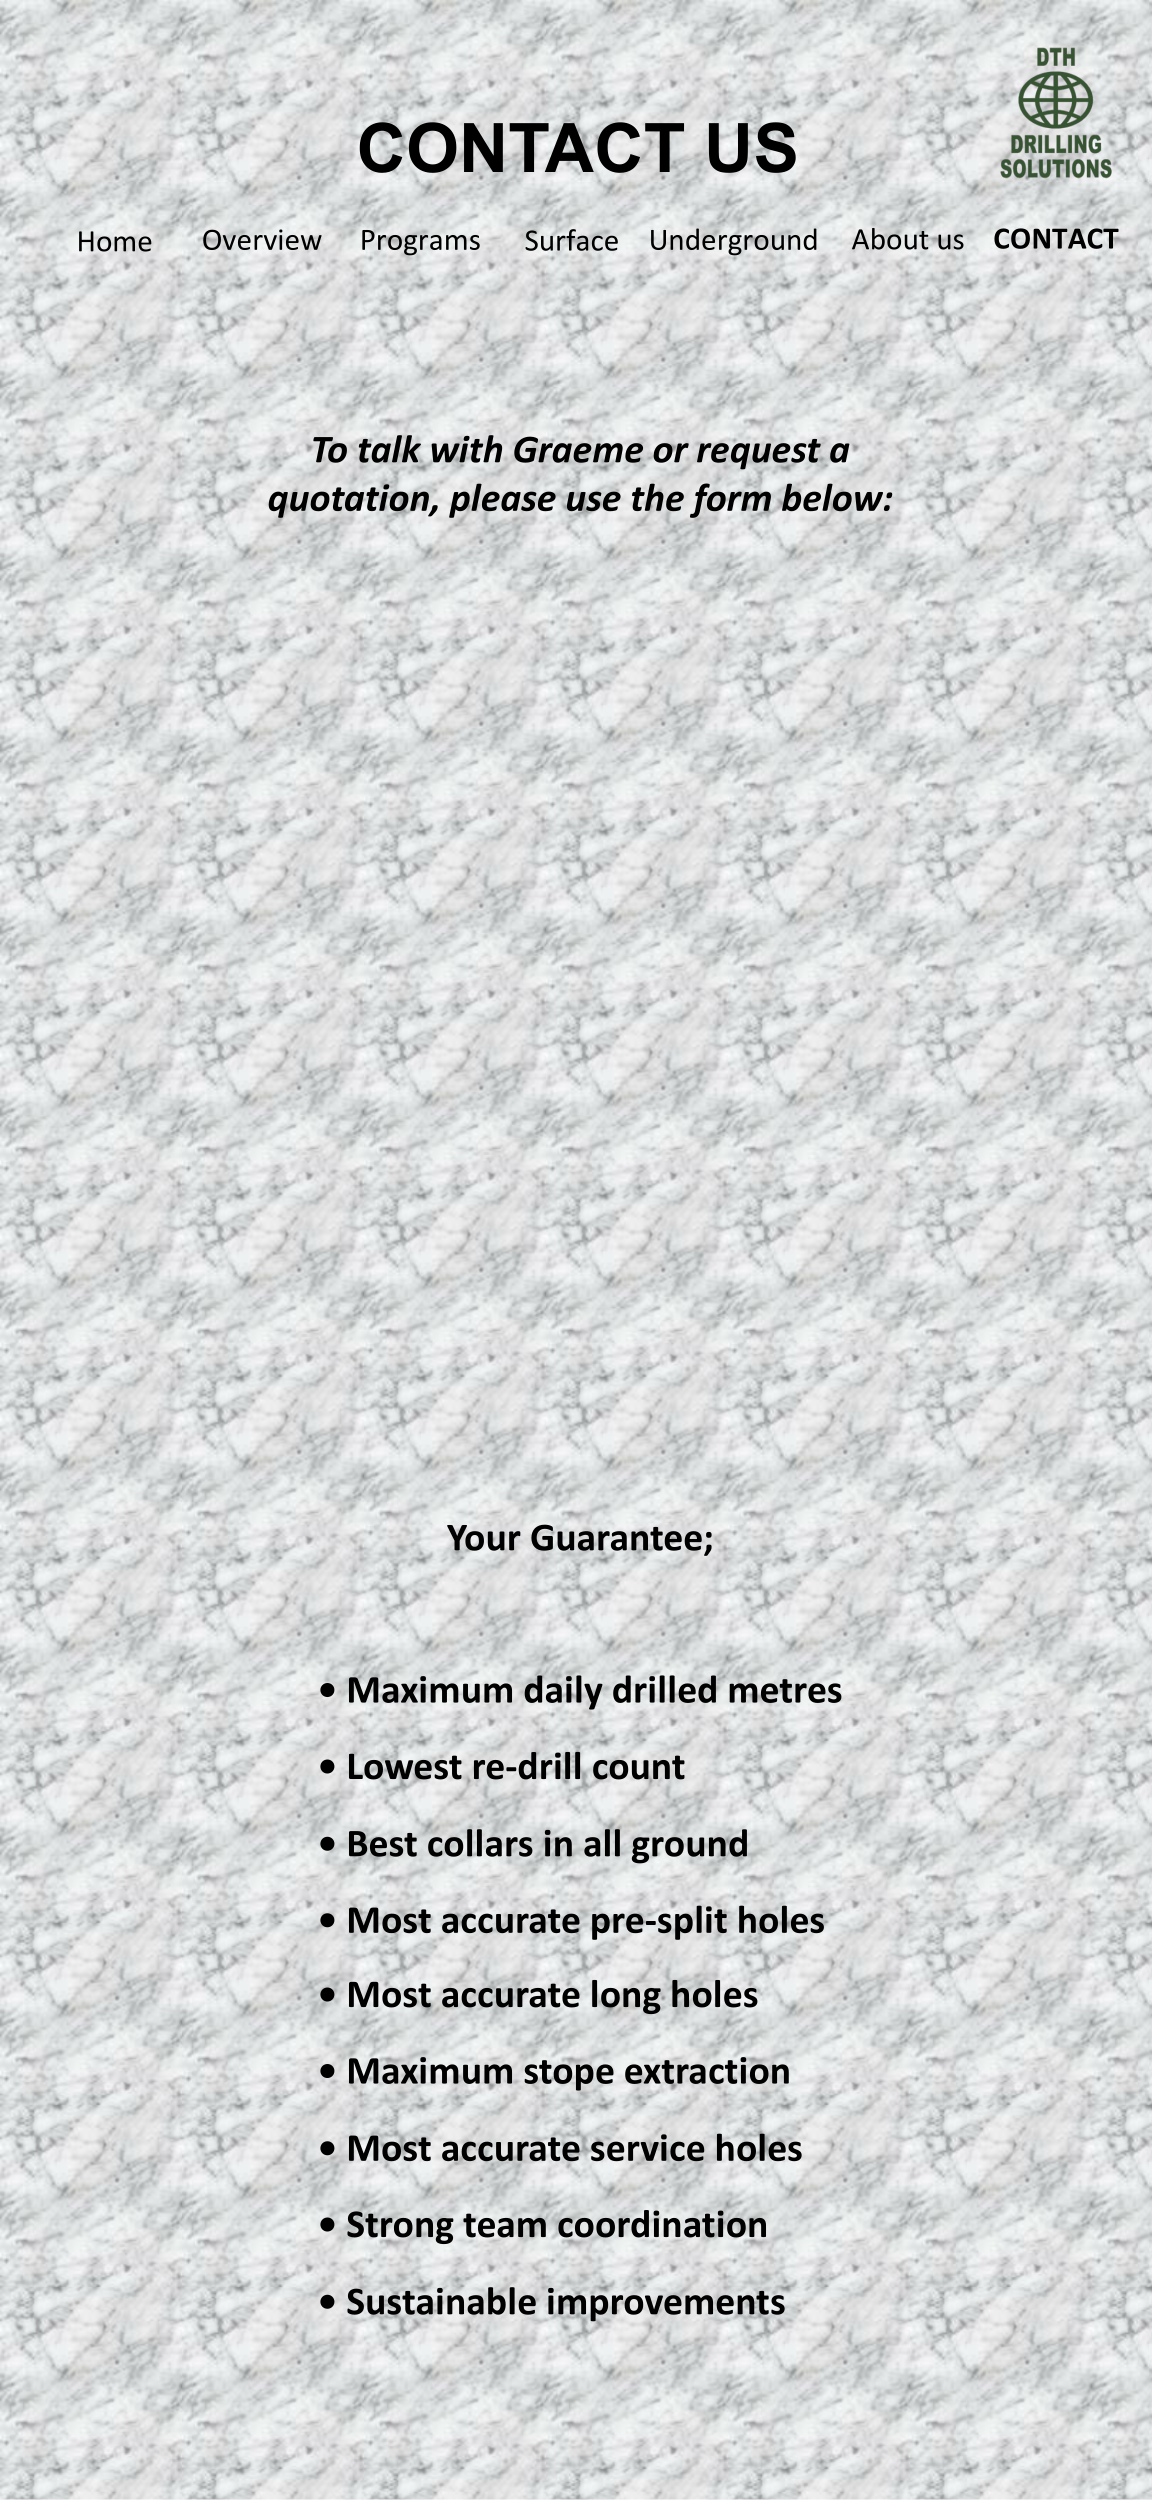 DTH
DRILLING
SOLUTIONS
CONTACT US
Home Overview Programs Surface Underground About us CONTACT
To talk with Graeme or request a
quotation, please use the form below:
Your Guarantee;
• Maximum daily drilled metres
• Lowest re-drill count
• Best collars in all ground
• Most accurate pre-split holes
• Most accurate long holes
• Maximum stope extraction
• Most accurate service holes
• Strong team coordination
• Sustainable improvements